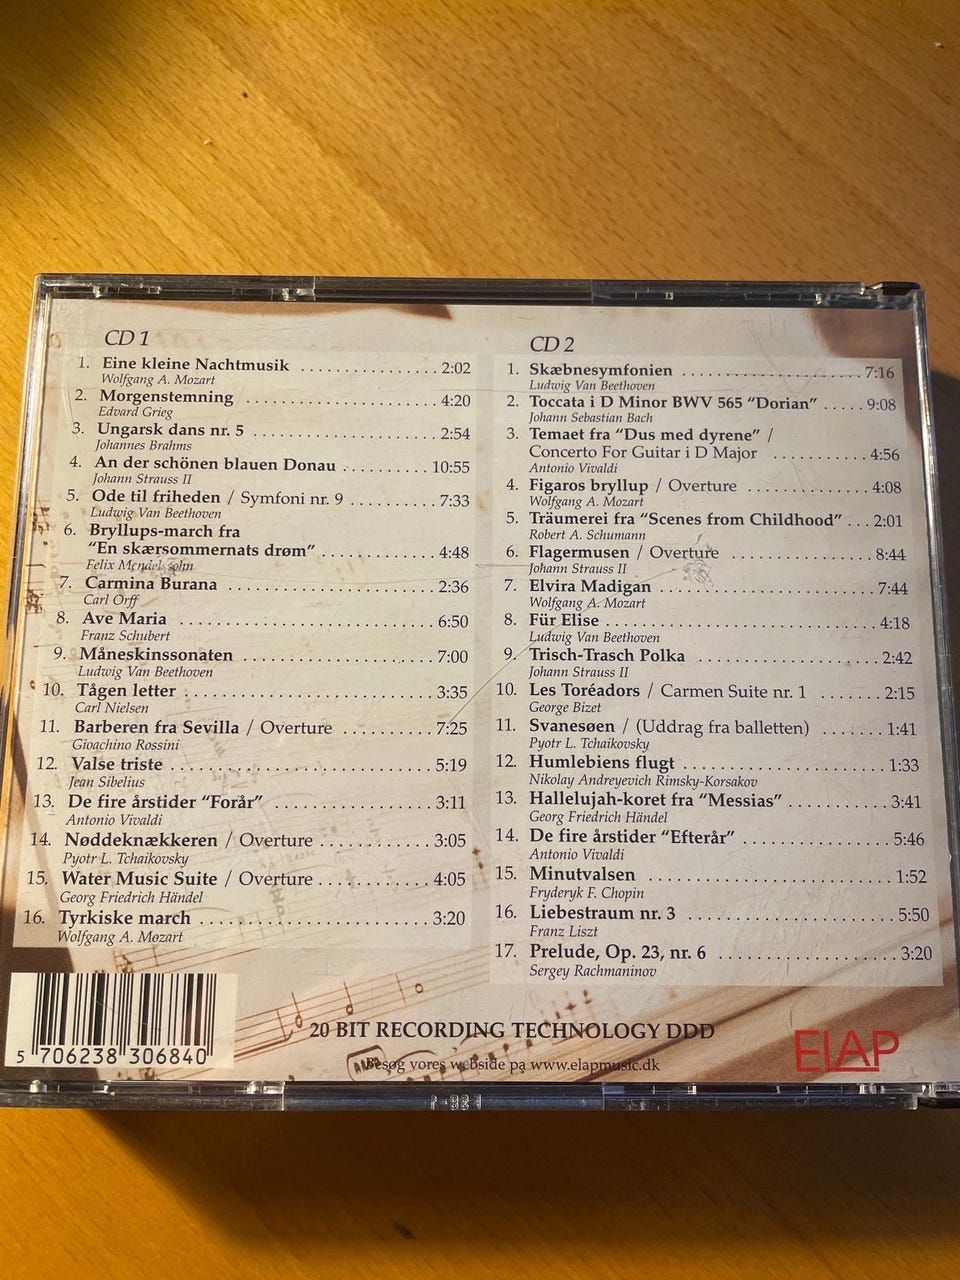 CD 1
1. Eine kleine Nachtmusik ........................ 2:02
Wolfgang A. Mozart
2. Morgenstemning ........................ 4:20
Edvard Grieg
3. Ungarsk dans nr. 5 ........................ 2:54
Johannes Brahms
4. An der schönen blauen Donau ............ 10:55
Johann Strauss II
5. Ode til friheden / Symfoni nr. 9 ............ 7:33
Ludwig Van Beethoven
6. Bryllups-march fra
"En skærsommernats drøm" ............ 4:48
Felix Mendelssohn
7. Carmina Burana ........................ 2:36
Carl Orff
8. Ave Maria ........................ 6:50
Franz Schubert
9. Måneskinssonaten ........................ 7:00
Ludwig Van Beethoven
10. Tågen letter ........................ 3:35
Carl Nielsen
11. Barberen fra Sevilla / Overture ............ 7:25
Gioachino Rossini
12. Valse triste ........................ 5:19
Jean Sibelius
13. De fire årstider "Forår" ........................ 3:11
Antonio Vivaldi
14. Nøddeknækkeren / Overture ............ 3:05
Pyotr L. Tchaikovsky
15. Water Music Suite / Overture ............ 4:05
Georg Friedrich Händel
16. Tyrkiske march ........................ 3:20
Wolfgang A. Mozart
CD 2
1. Skæbnesymfonien ........................ 7:16
Ludwig Van Beethoven
2. Toccata i D Minor BWV 565 "Dorian" ..... 9:08
Johann Sebastian Bach
3. Temaet fra "Dus med dyrene" /
Concerto For Guitar i D Major ............ 4:56
Antonio Vivaldi
4. Figaros bryllup / Overture ............ 4:08
Wolfgang A. Mozart
5. Träumerei fra "Scenes from Childhood" ... 2:01
Robert A. Schumann
6. Flagermusen / Overture ............ 8:44
Johann Strauss II
7. Elvira Madigan ........................ 7:44
Wolfgang A. Mozart
8. Für Elise ........................ 4:18
Ludwig Van Beethoven
9. Trisch-Trasch Polka ........................ 2:42
Johann Strauss II
10. Les Toréadors / Carmen Suite nr. 1 ....... 2:15
George Bizet
11. Svanesøen / (Uddrag fra balletten) ....... 1:41
Pyotr L. Tchaikovsky
12. Humlebiens flugt ........................ 1:33
Nikolay Andreyevich Rimsky-Korsakov
13. Hallelujah-koret fra "Messias" ............ 3:41
Georg Friedrich Händel
14. De fire årstider "Efterår" ............ 5:46
Antonio Vivaldi
15. Minutvalsen ........................ 1:52
Fryderyk F. Chopin
16. Liebestraum nr. 3 ........................ 5:50
Franz Liszt
17. Prelude, Op. 23, nr. 6 ........................ 3:20
Sergey Rachmaninov
5 706238 306840
20 BIT RECORDING TECHNOLOGY DDD
Besøg vores webside på www.elapmusic.dk
ELAP